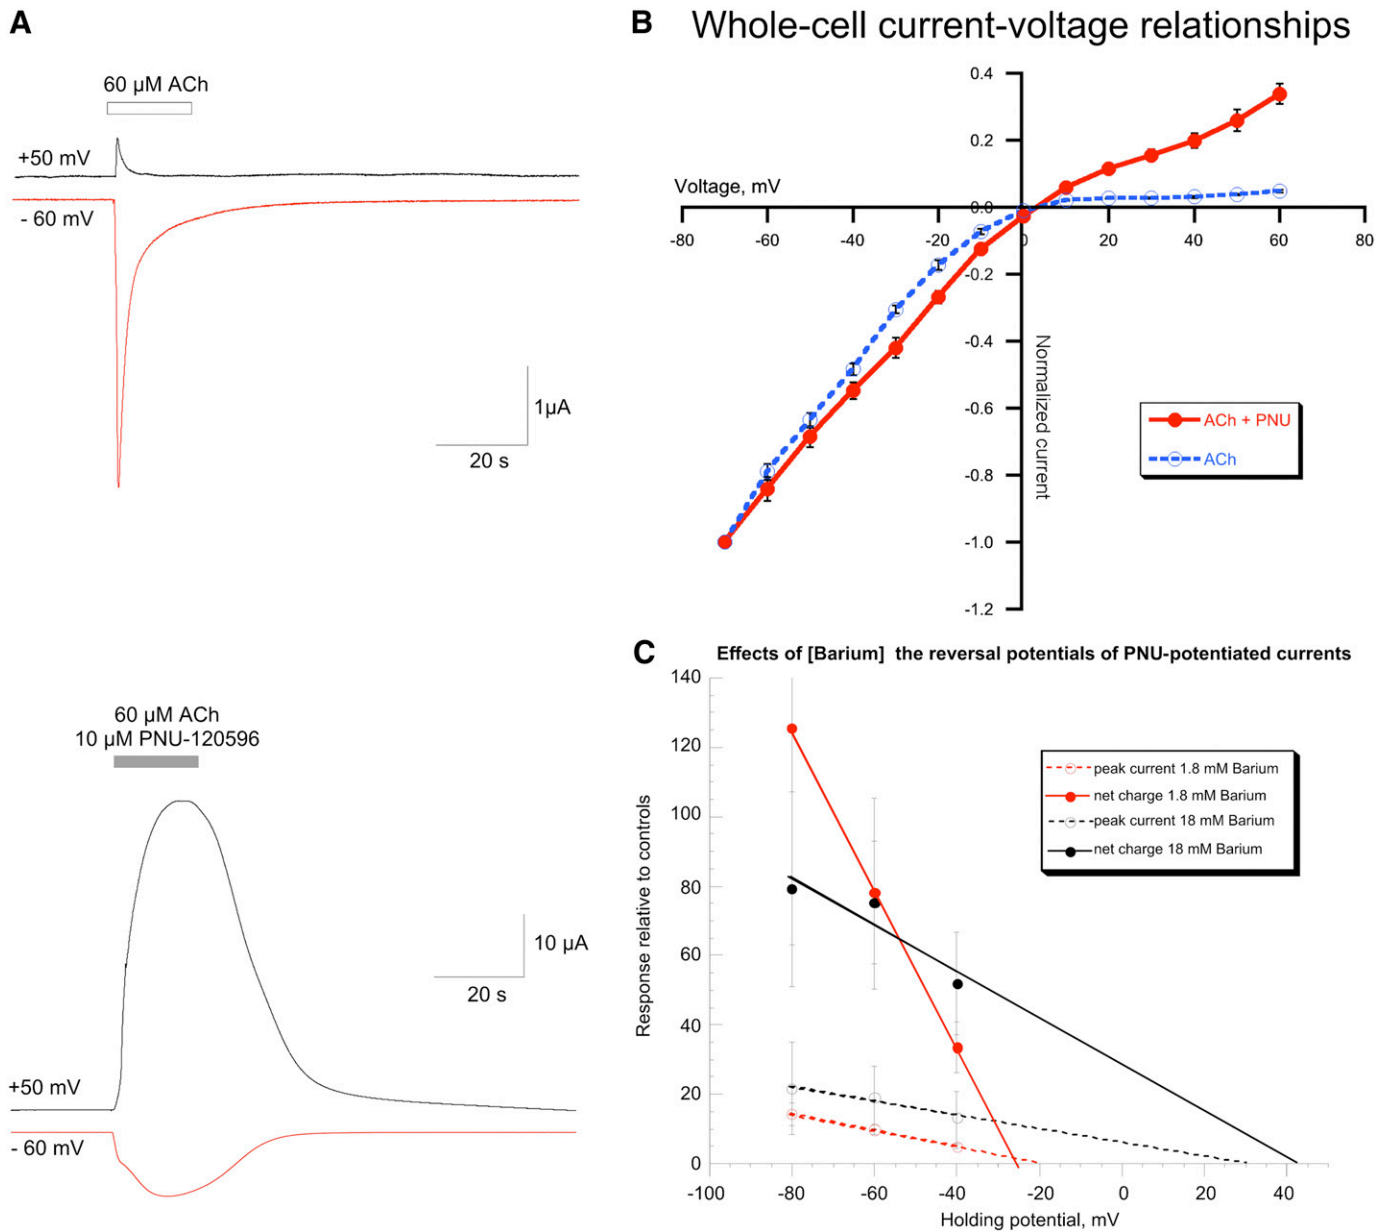 A
60 µM ACh
+50 mV
- 60 mV
1µA
20 s
60 µM ACh
10 µM PNU-120596
10 µA
20 s
+50 mV
- 60 mV
B Whole-cell current-voltage relationships
0.4
0.2
Voltage, mV
0.0
-80 -60 -40 -20 0 20 40 60 80
-0.2
-0.4
-0.6
-0.8
-1.0
-1.2
Normalized current
ACh + PNU
ACh
C Effects of [Barium] the reversal potentials of PNU-potentiated currents
140
120
100
80
60
40
20
0
Response relative to controls
peak current 1.8 mM Barium
net charge 1.8 mM Barium
peak current 18 mM Barium
net charge 18 mM Barium
-100 -80 -60 -40 -20 0 20 40
Holding potential, mV